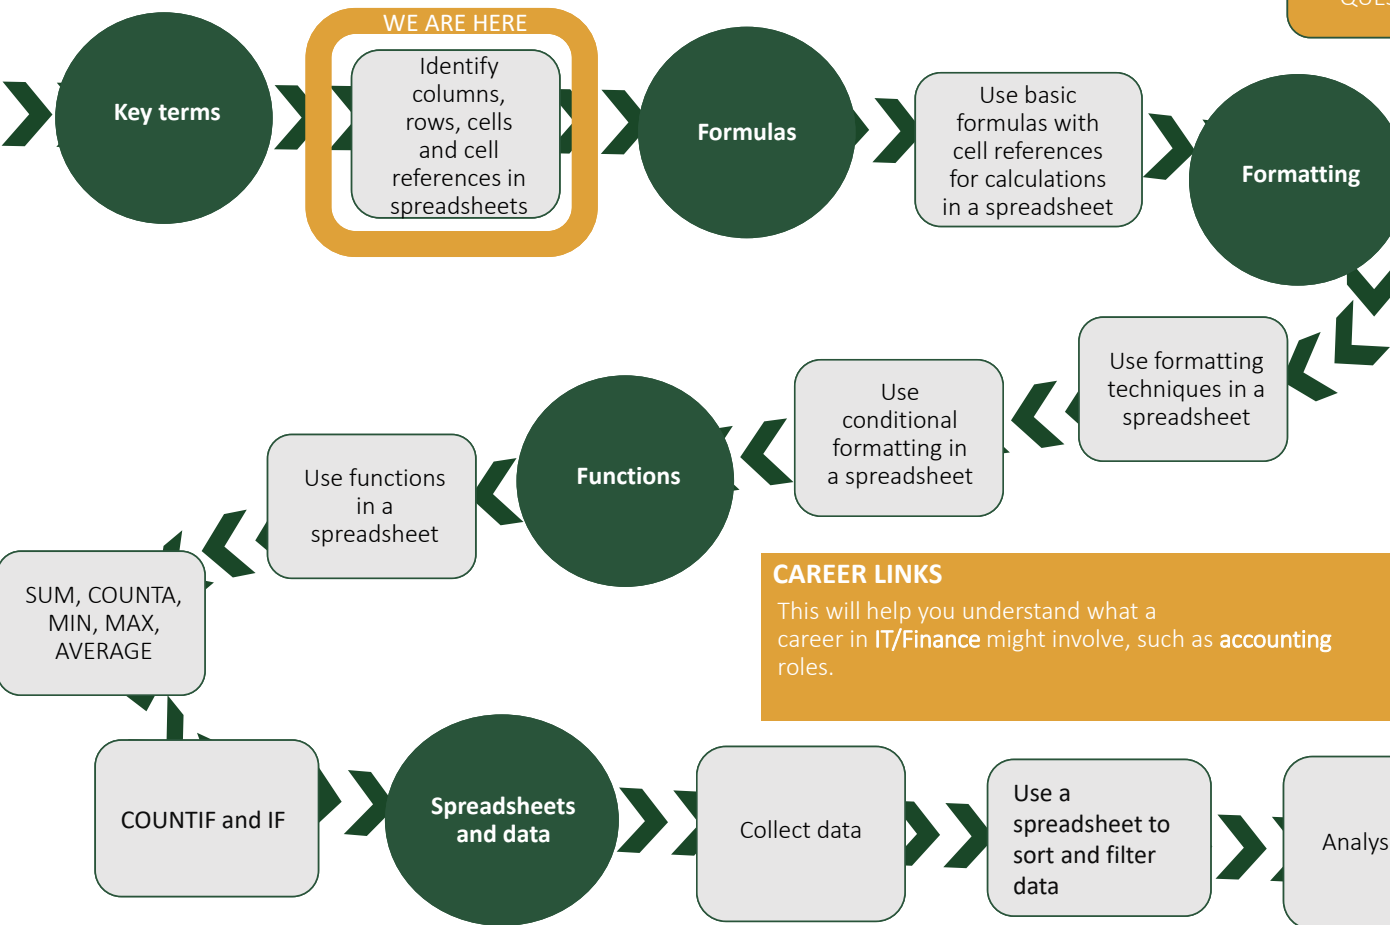 WE ARE HERE
Key terms
Identify
columns,
rows, cells
and cell
references in
spreadsheets
Formulas
Use basic
formulas with
cell references
for calculations
in a spreadsheet
Formatting
Use formatting
techniques in a
spreadsheet
Use
conditional
formatting in
a spreadsheet
Functions
Use functions
in a
spreadsheet
SUM, COUNTA,
MIN, MAX,
AVERAGE
CAREER LINKS
This will help you understand what a
career in IT/Finance might involve, such as accounting
roles.
COUNTIF and IF
Spreadsheets
and data
Collect data
Use a
spreadsheet to
sort and filter
data
Analys